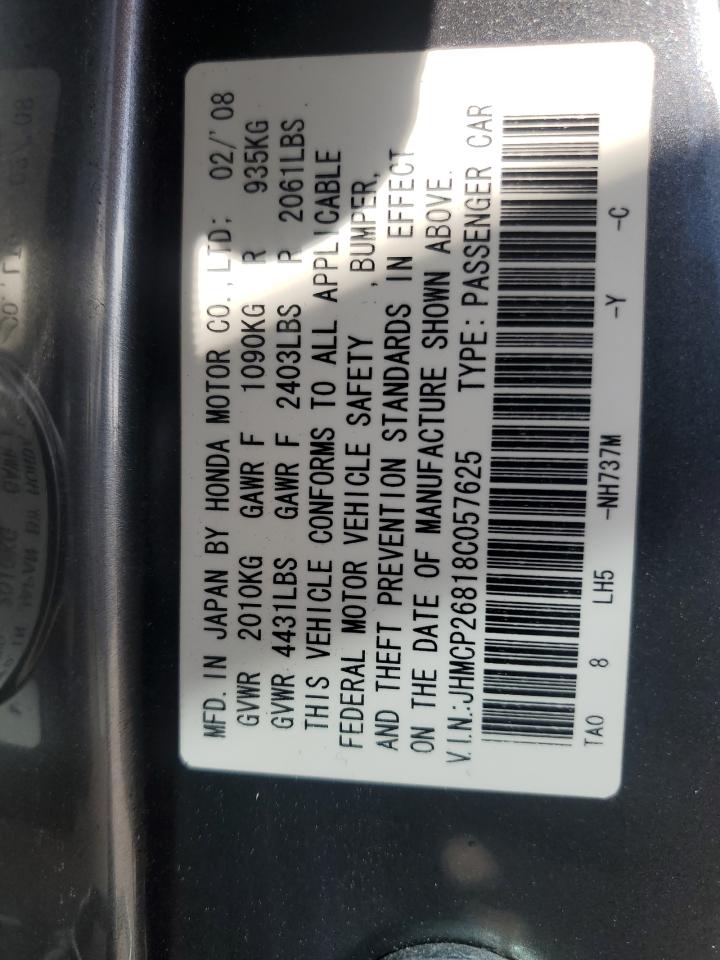 MFD. IN JAPAN BY HONDA MOTOR CO.,LTD; 02/'08
GVWR 2010KG GAWR F 1090KG R 935KG
GVWR 4431LBS GAWR F 2403LBS R 2061LBS
THIS VEHICLE CONFORMS TO ALL APPLICABLE
FEDERAL MOTOR VEHICLE SAFETY , BUMPER,
AND THEFT PREVENTION STANDARDS IN EFFECT
ON THE DATE OF MANUFACTURE SHOWN ABOVE.
V.I.N.:JHMCP26818C057625 TYPE: PASSENGER CAR
TA0 8 LH5 -NH737M -Y -C